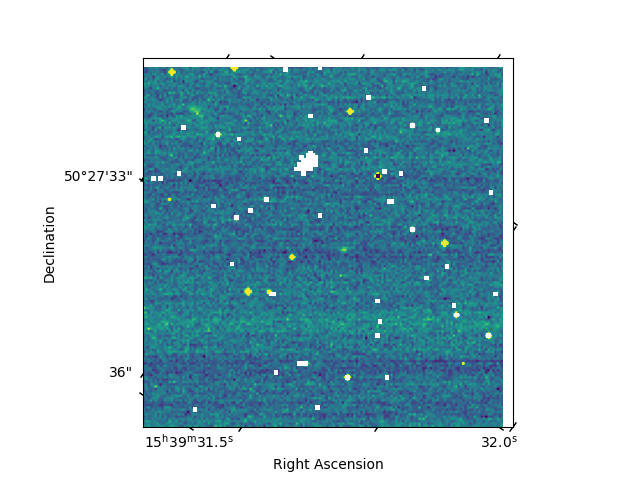 50°27'33"
Declination
36"
15ʰ39ᵐ31.5ˢ 32.0ˢ
Right Ascension